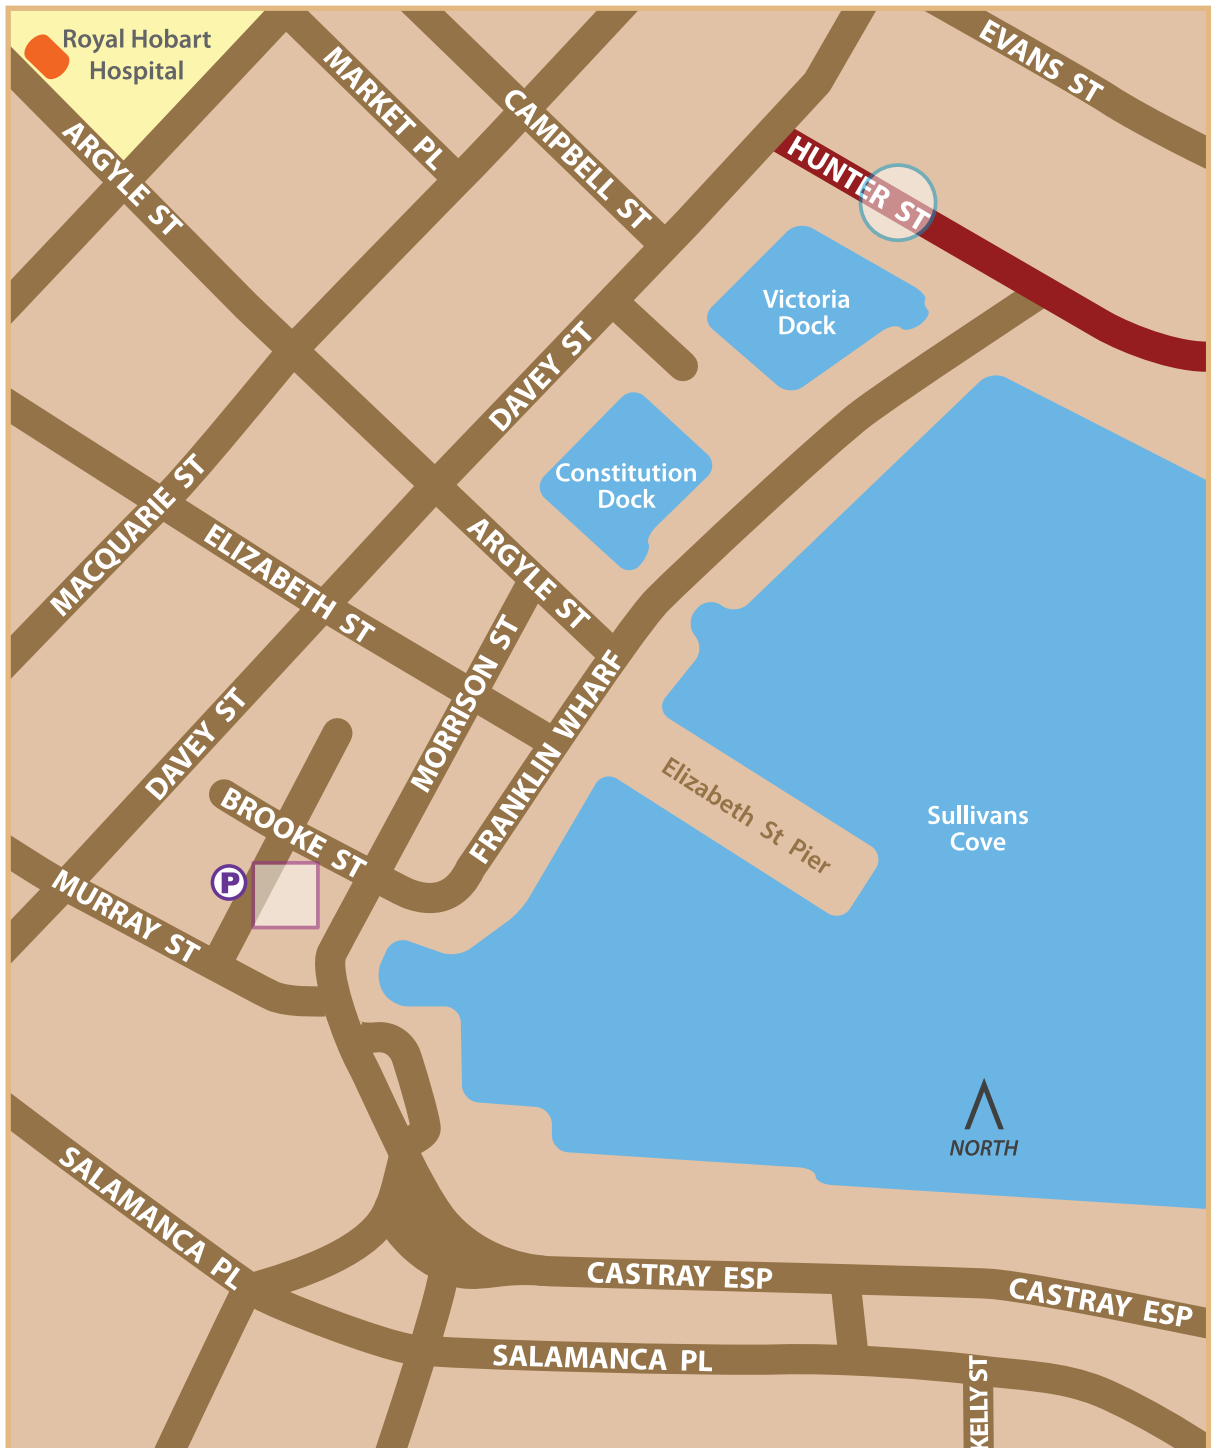 Royal Hobart
Hospital
EVANS ST
MARKET PL
CAMPBELL ST
ARGYLE ST
HUNTER ST
Victoria
Dock
DAVEY ST
Constitution
Dock
MACQUARIE ST
ELIZABETH ST
ARGYLE ST
MORRISON ST
FRANKLIN WHARF
DAVEY ST
Elizabeth St Pier
BROOKE ST
Sullivans
Cove
P
MURRAY ST
NORTH
SALAMANCA PL
CASTRAY ESP
CASTRAY ESP
SALAMANCA PL
KELLY ST